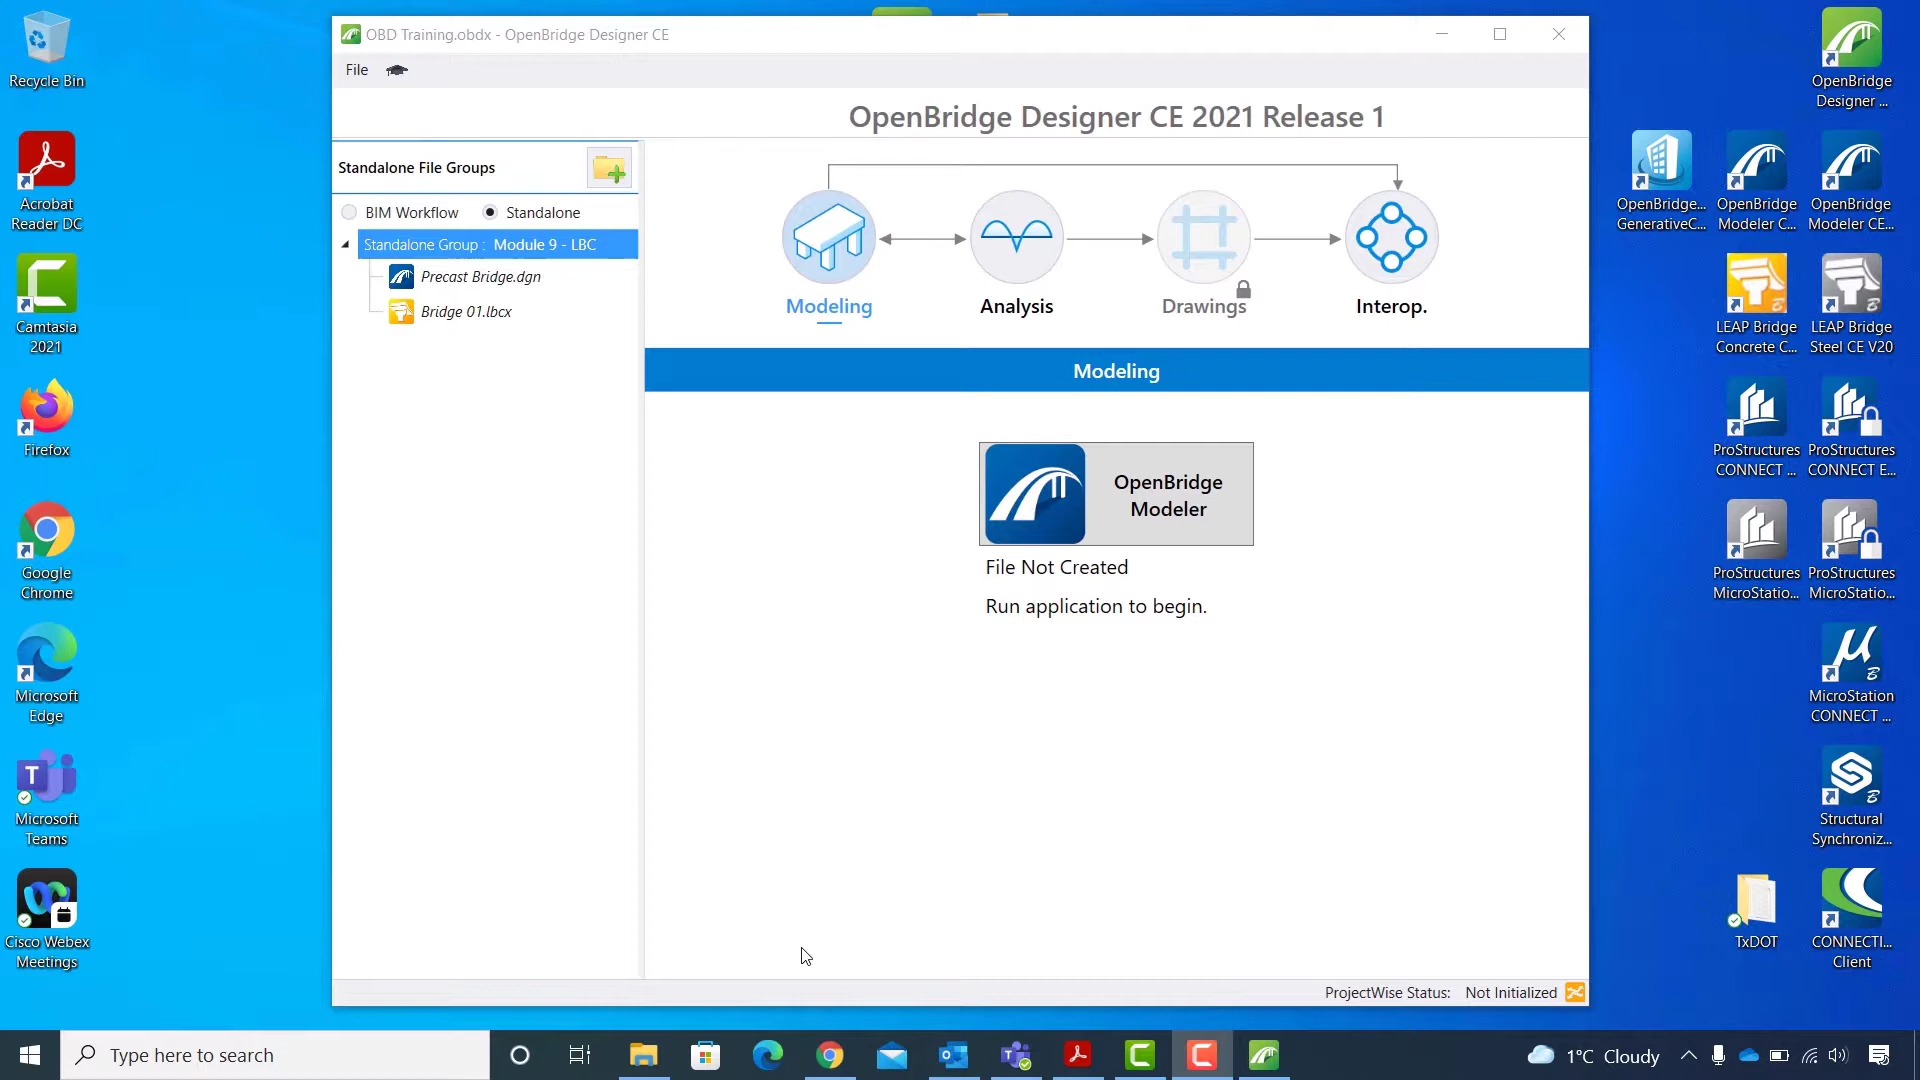 Recycle Bin
Acrobat
Reader DC
Camtasia
2021
Firefox
Google
Chrome
Microsoft
Edge
Microsoft
Teams
Cisco Webex
Meetings
OBD Training.obdx - OpenBridge Designer CE
File
OpenBridge Designer CE 2021 Release 1
Standalone File Groups
BIM Workflow
Standalone
Standalone Group : Module 9 - LBC
Precast Bridge.dgn
Bridge 01.lbcx
Modeling
Analysis
Drawings
Interop.
Modeling
OpenBridge
Modeler
File Not Created
Run application to begin.
ProjectWise Status: Not Initialized
OpenBridge
Designer ...
OpenBridge...
GenerativeC...
OpenBridge
Modeler C...
OpenBridge
Modeler CE...
LEAP Bridge
Concrete C...
LEAP Bridge
Steel CE V20
ProStructures
CONNECT ...
ProStructures
CONNECT E...
ProStructures
MicroStatio...
ProStructures
MicroStatio...
MicroStation
CONNECT ...
Structural
Synchroniz...
TxDOT
CONNECTI...
Client
Type here to search
1°C Cloudy